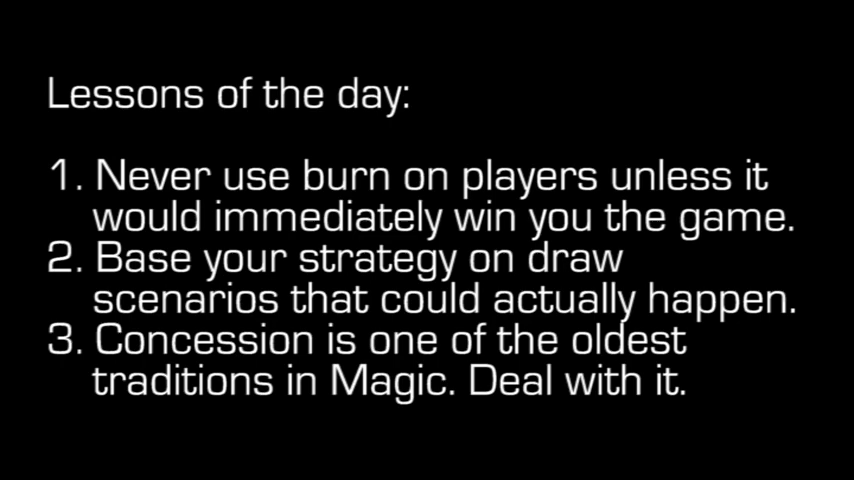 Lessons of the day:
1. Never use burn on players unless it
would immediately win you the game.
2. Base your strategy on draw
scenarios that could actually happen.
3. Concession is one of the oldest
traditions in Magic. Deal with it.